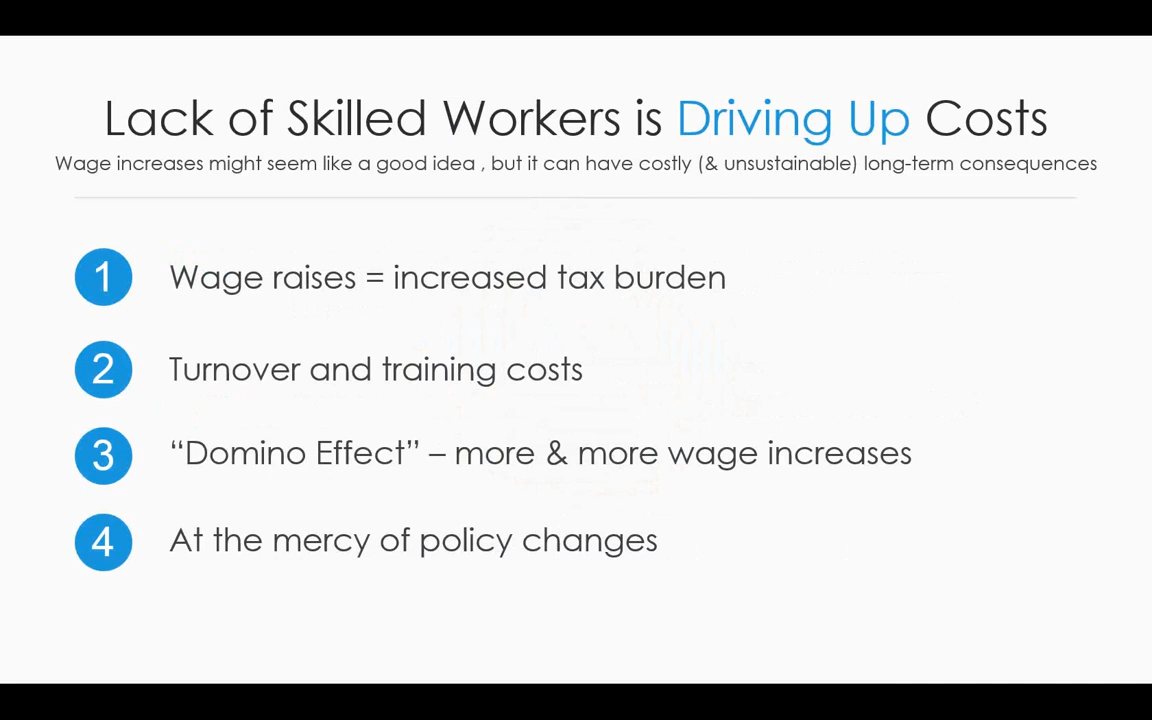 Lack of Skilled Workers is Driving Up Costs
Wage increases might seem like a good idea , but it can have costly (& unsustainable) long-term consequences
1 Wage raises = increased tax burden
2 Turnover and training costs
3 “Domino Effect” – more & more wage increases
4 At the mercy of policy changes